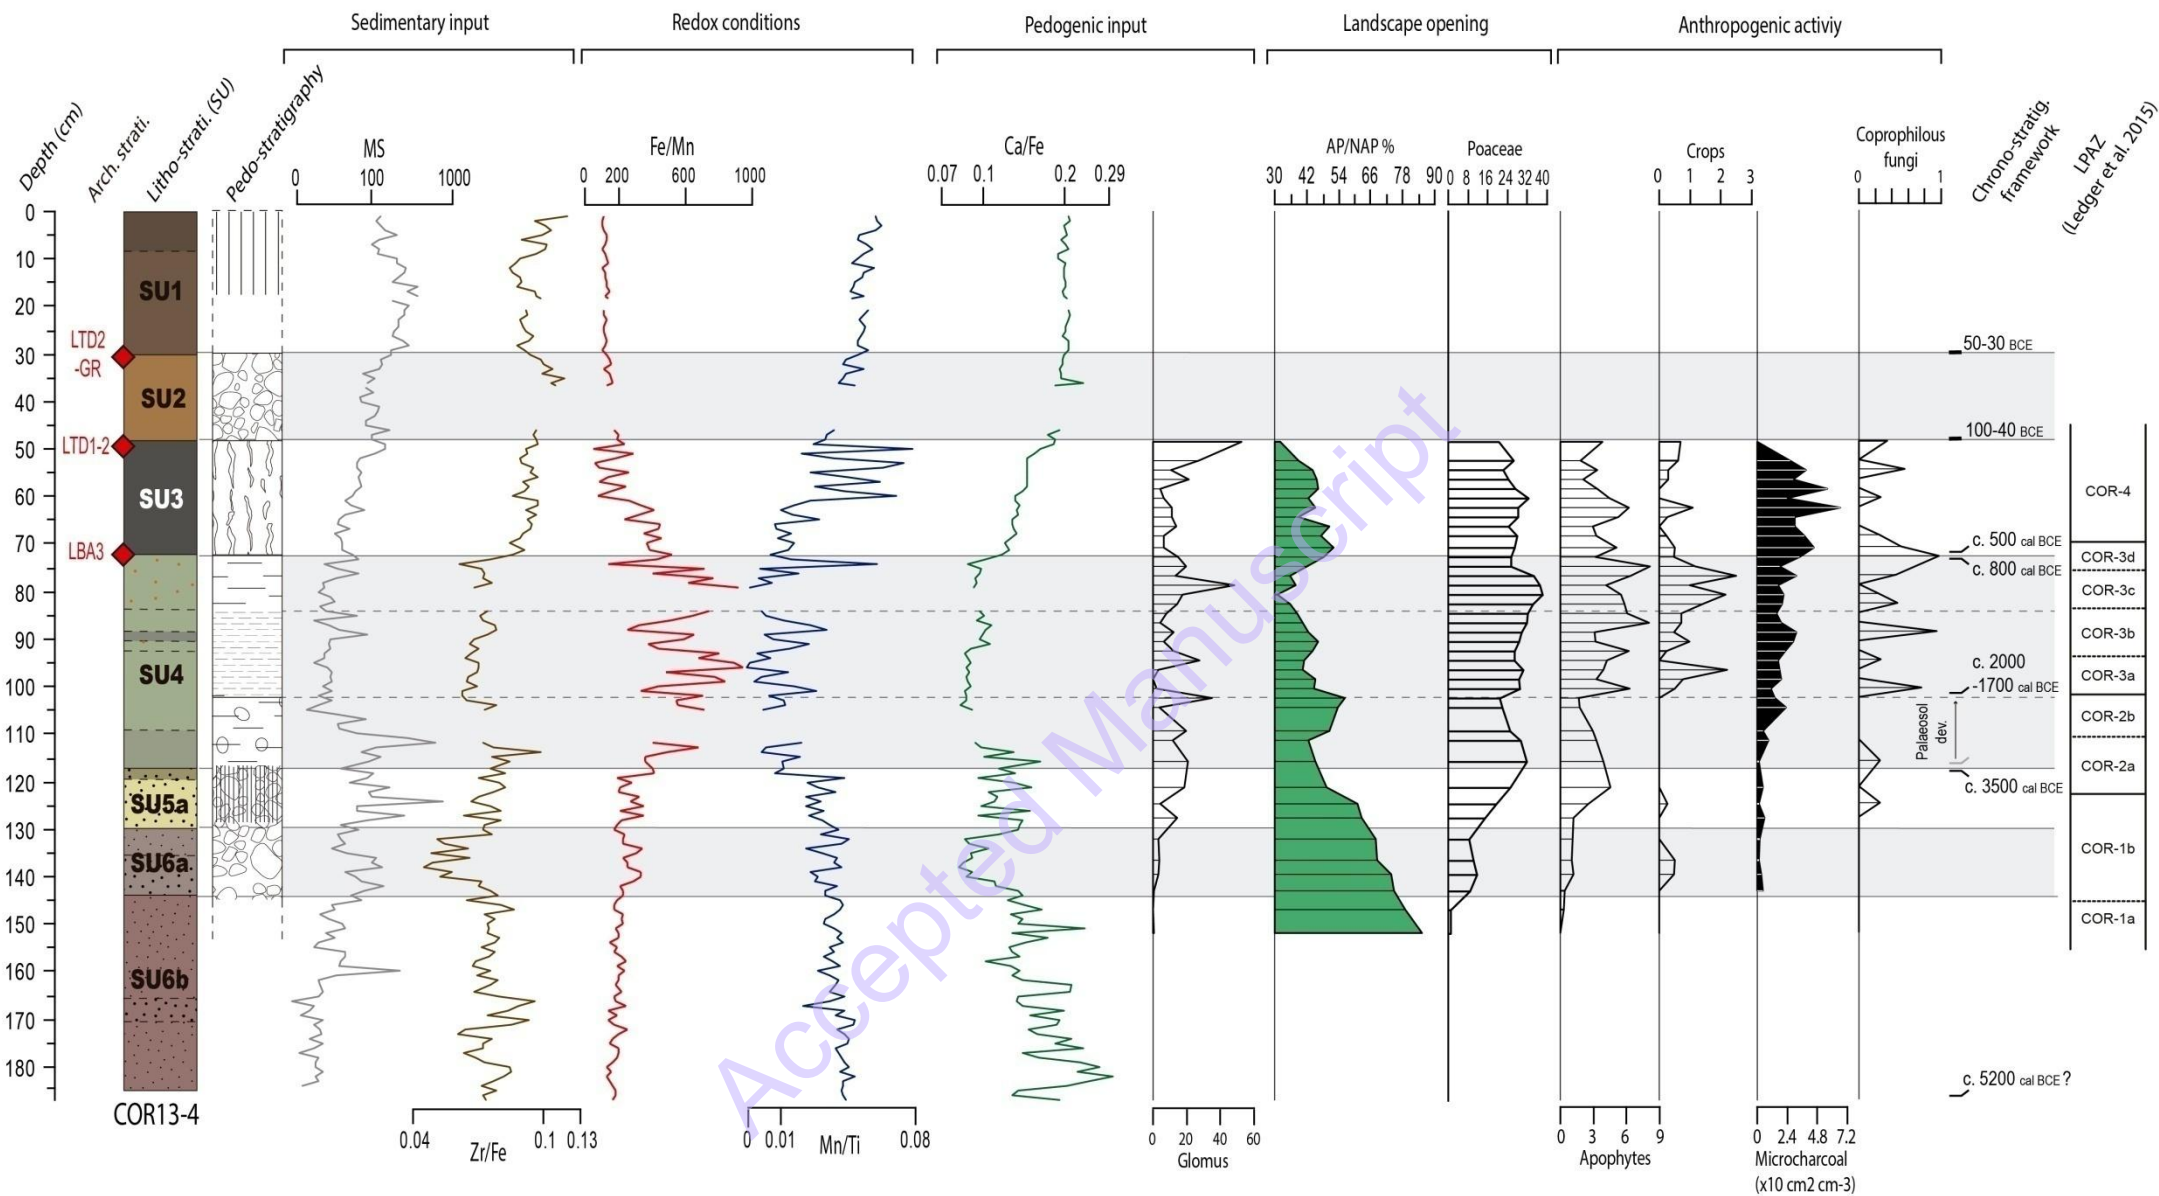 Sedimentary input
Redox conditions
Pedogenic input
Landscape opening
Anthropogenic activiy
Depth (cm)
Arch. strati.
Litho-strati. (SU)
Pedo-stratigraphy
MS
Fe/Mn
Ca/Fe
AP/NAP %
Poaceae
Crops
Coprophilous
fungi
Chrono-stratig.
framework
LPAZ
(Ledger et al. 2015)
0 100 1000
0 200 600 1000
0.07 0.1 0.2 0.29
30 42 54 66 78 90
0 8 16 24 32 40
0 1 2 3
0 1
0
10
20
30
40
50
60
70
80
90
100
110
120
130
140
150
160
170
180
LTD2
-GR
LTD1-2
LBA3
SU1
SU2
SU3
SU4
SU5a
SU6a
SU6b
COR13-4
50-30 BCE
100-40 BCE
c. 500 cal BCE
c. 800 cal BCE
c. 2000
-1700 cal BCE
Palaeosol
dev.
c. 3500 cal BCE
c. 5200 cal BCE ?
COR-4
COR-3d
COR-3c
COR-3b
COR-3a
COR-2b
COR-2a
COR-1b
COR-1a
0.04 0.1 0.13
Zr/Fe
0 0.01 0.08
Mn/Ti
0 20 40 60
Glomus
0 3 6 9
Apophytes
0 2.4 4.8 7.2
Microcharcoal
(x10 cm2 cm-3)
Accepted Manuscript